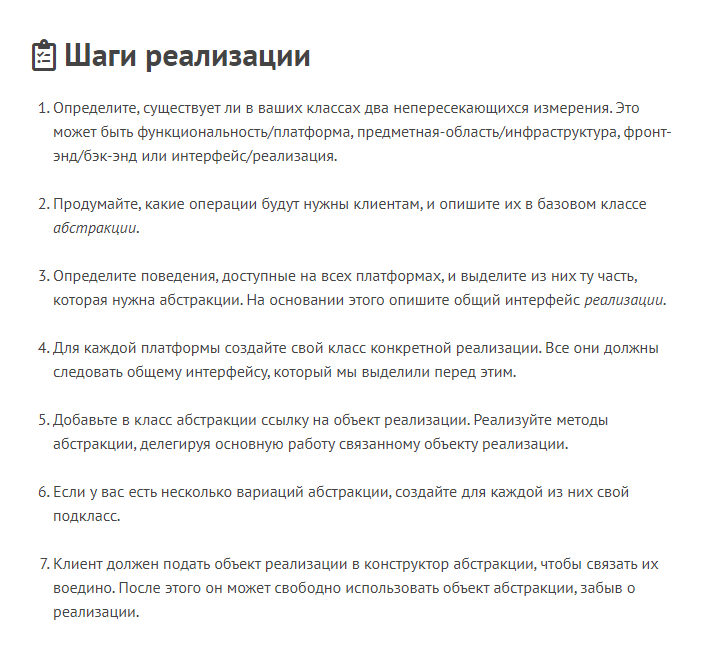 Шаги реализации
1. Определите, существует ли в ваших классах два непересекающихся измерения. Это
может быть функциональность/платформа, предметная-область/инфраструктура, фронт-
энд/бэк-энд или интерфейс/реализация.
2. Продумайте, какие операции будут нужны клиентам, и опишите их в базовом классе
абстракции.
3. Определите поведения, доступные на всех платформах, и выделите из них ту часть,
которая нужна абстракции. На основании этого опишите общий интерфейс реализации.
4. Для каждой платформы создайте свой класс конкретной реализации. Все они должны
следовать общему интерфейсу, который мы выделили перед этим.
5. Добавьте в класс абстракции ссылку на объект реализации. Реализуйте методы
абстракции, делегируя основную работу связанному объекту реализации.
6. Если у вас есть несколько вариаций абстракции, создайте для каждой из них свой
подкласс.
7. Клиент должен подать объект реализации в конструктор абстракции, чтобы связать их
воедино. После этого он может свободно использовать объект абстракции, забыв о
реализации.